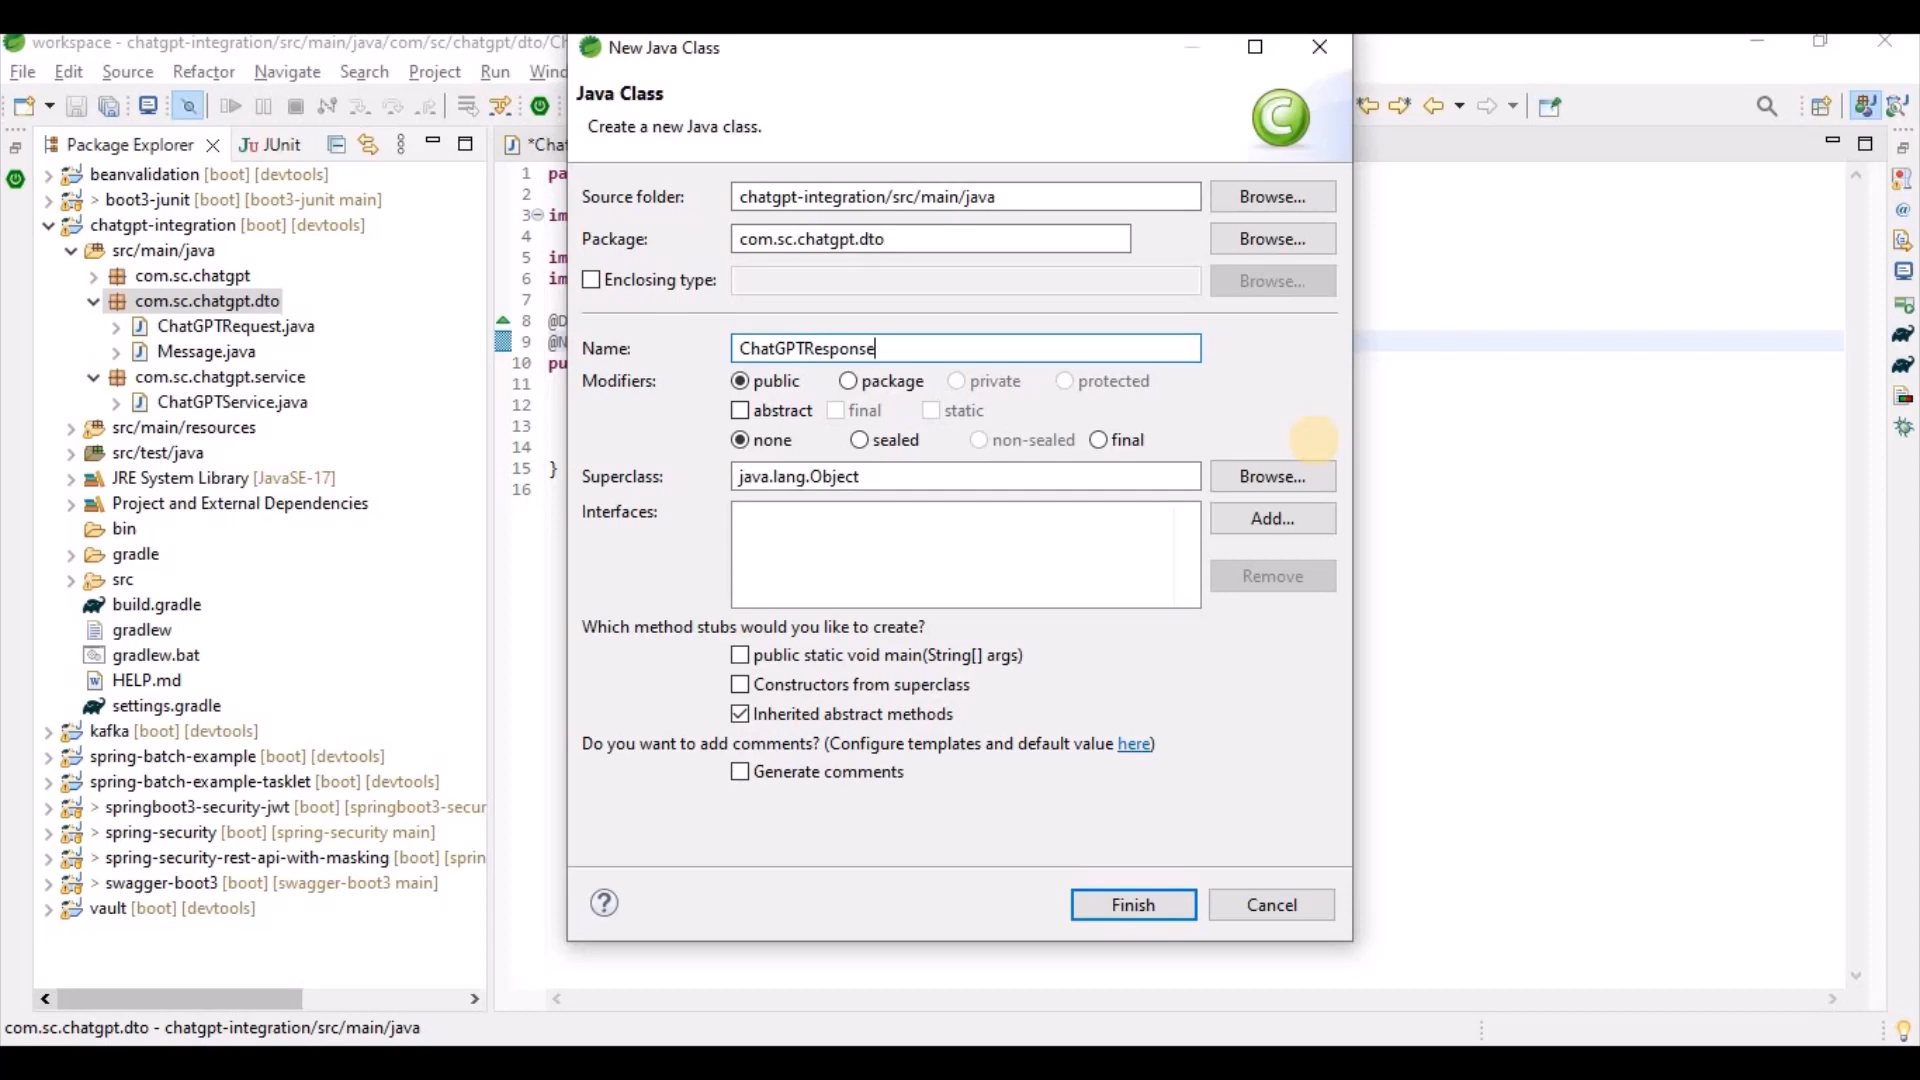 workspace - chatgpt-integration/src/main/java/com/sc/chatgpt/dto/Ch
File Edit Source Refactor Navigate Search Project Run Wind
Package Explorer
JUnit
beanvalidation [boot] [devtools]
> boot3-junit [boot] [boot3-junit main]
chatgpt-integration [boot] [devtools]
src/main/java
com.sc.chatgpt
com.sc.chatgpt.dto
ChatGPTRequest.java
Message.java
com.sc.chatgpt.service
ChatGPTService.java
src/main/resources
src/test/java
JRE System Library [JavaSE-17]
Project and External Dependencies
bin
gradle
src
build.gradle
gradlew
gradlew.bat
HELP.md
settings.gradle
kafka [boot] [devtools]
spring-batch-example [boot] [devtools]
spring-batch-example-tasklet [boot] [devtools]
> springboot3-security-jwt [boot] [springboot3-secur
> spring-security [boot] [spring-security main]
> spring-security-rest-api-with-masking [boot] [sprin
> swagger-boot3 [boot] [swagger-boot3 main]
vault [boot] [devtools]
com.sc.chatgpt.dto - chatgpt-integration/src/main/java
*Chat
1 pa
2
3 im
4
5 im
6 im
7
8 @D
9 @N
10 pu
11
12
13
14
15 }
16
New Java Class
Java Class
Create a new Java class.
Source folder: chatgpt-integration/src/main/java Browse...
Package: com.sc.chatgpt.dto Browse...
Enclosing type: Browse...
Name: ChatGPTResponse
Modifiers: public package private protected
abstract final static
none sealed non-sealed final
Superclass: java.lang.Object Browse...
Interfaces: Add...
Remove
Which method stubs would you like to create?
public static void main(String[] args)
Constructors from superclass
Inherited abstract methods
Do you want to add comments? (Configure templates and default value here)
Generate comments
Finish Cancel